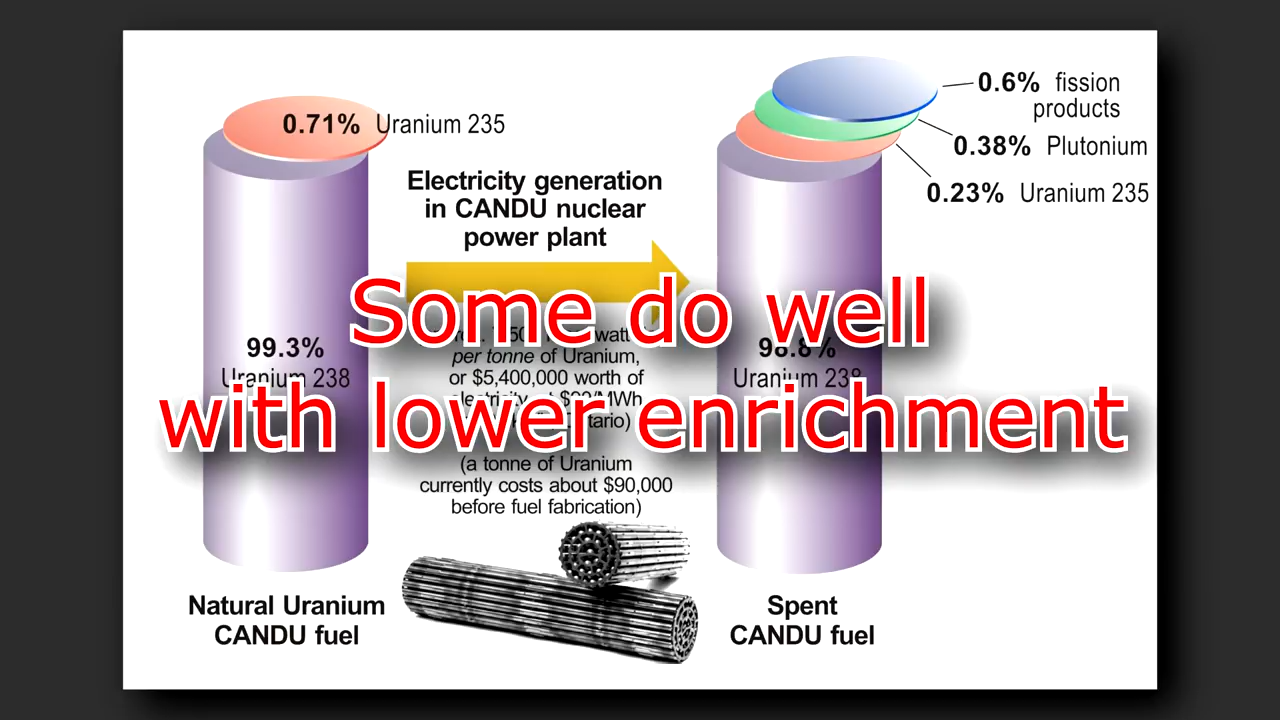 0.71% Uranium 235
0.6% fission
products
0.38% Plutonium
0.23% Uranium 235
Electricity generation
in CANDU nuclear
power plant
Some do well
with lower enrichment
99.3%
Uranium 238
per tonne of Uranium,
or $5,400,000 worth of
electricity
(a tonne of Uranium
currently costs about $90,000
before fuel fabrication)
98.8%
Uranium 238
Natural Uranium
CANDU fuel
Spent
CANDU fuel